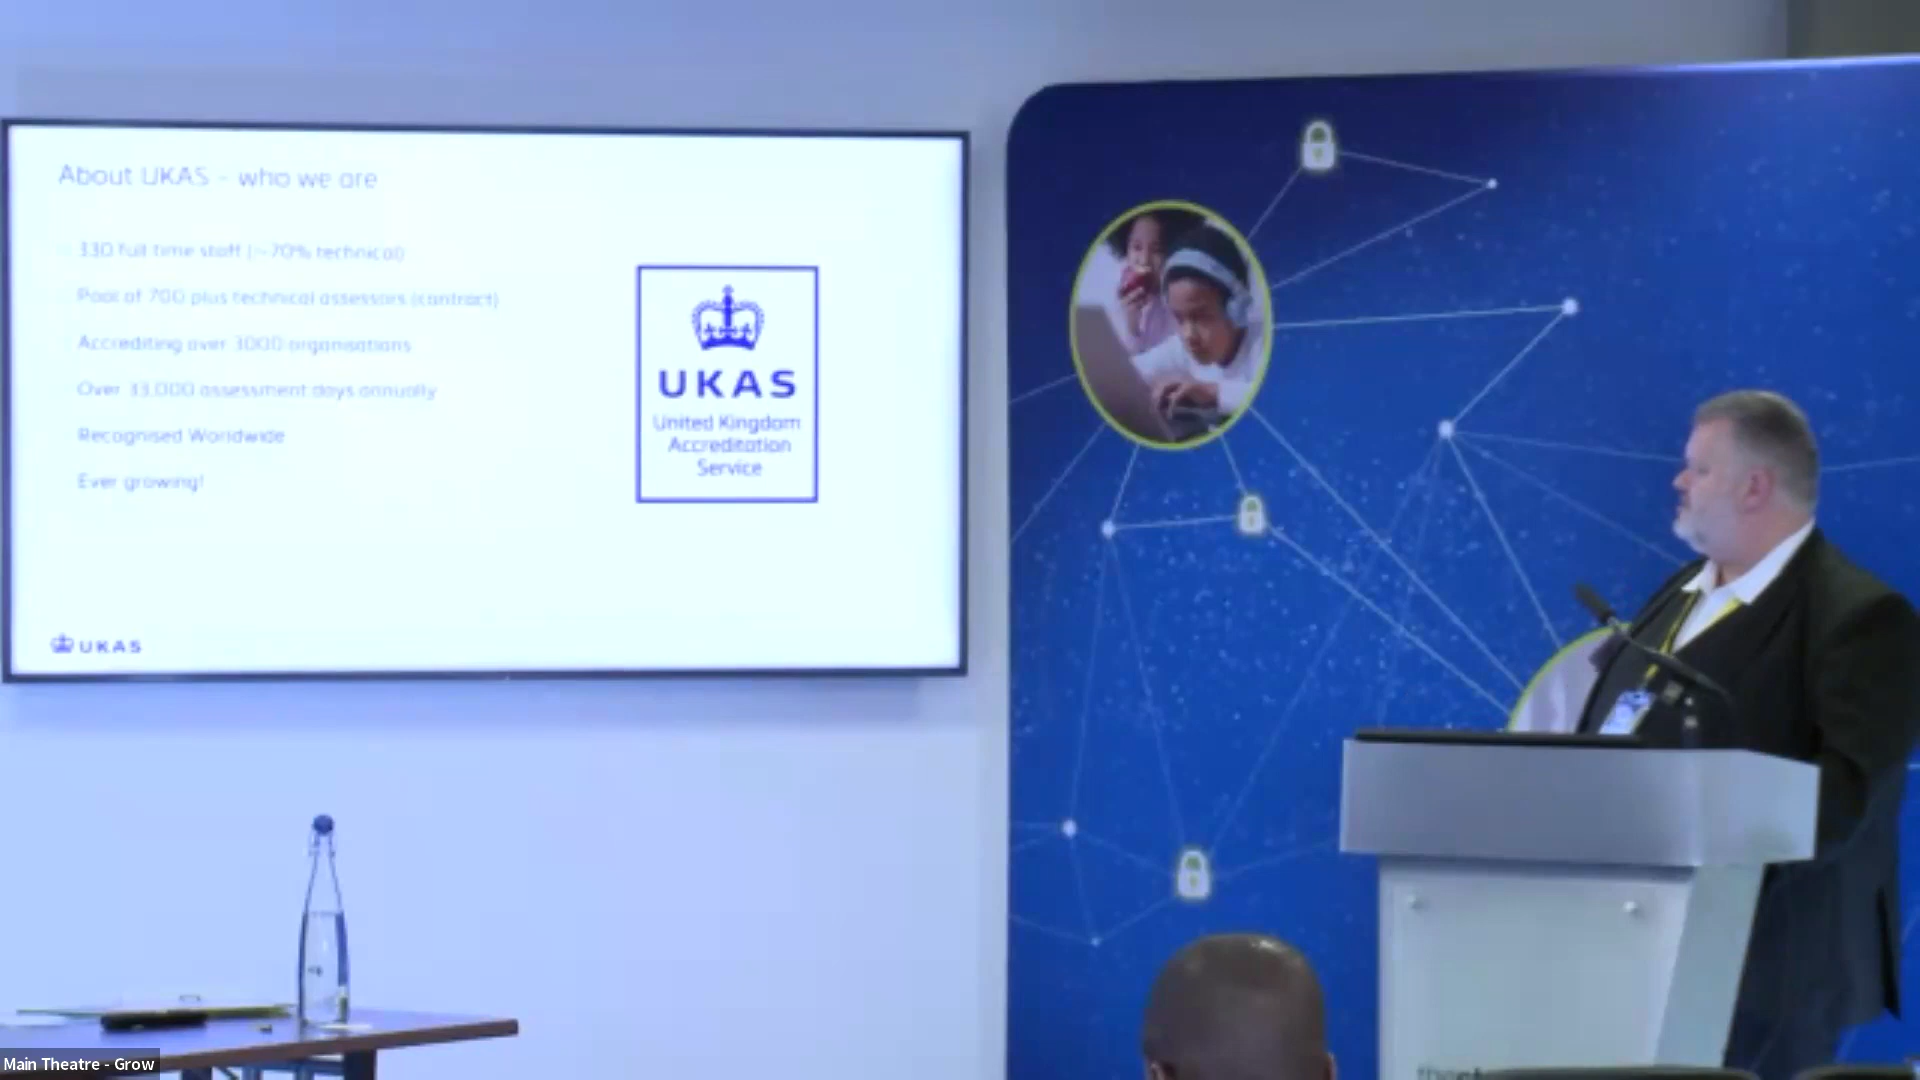 About UKAS - who we are
330 full time staff (~70% technical)
Pool of 700 plus technical assessors (contract)
Accrediting over 3000 organisations
Over 33,000 assessment days annually
Recognised Worldwide
Ever growing!
UKAS
United Kingdom
Accreditation
Service
UKAS
Main Theatre - Grow